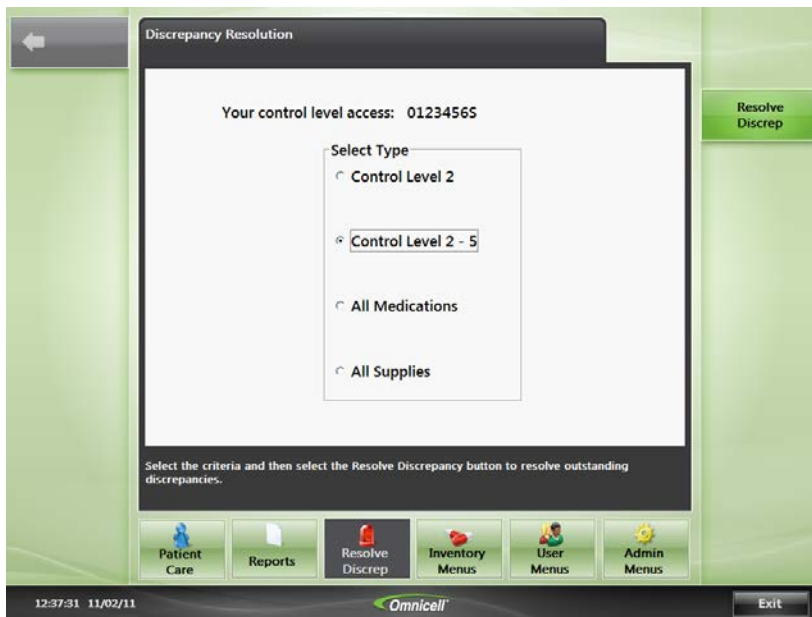 Discrepancy Resolution
Your control level access: 0123456S
Select Type
Control Level 2
Control Level 2 - 5
All Medications
All Supplies
Select the criteria and then select the Resolve Discrepancy button to resolve outstanding
discrepancies.
Resolve
Discrep
Patient
Care
Reports
Resolve
Discrep
Inventory
Menus
User
Menus
Admin
Menus
12:37:31 11/02/11
Omnicell
Exit